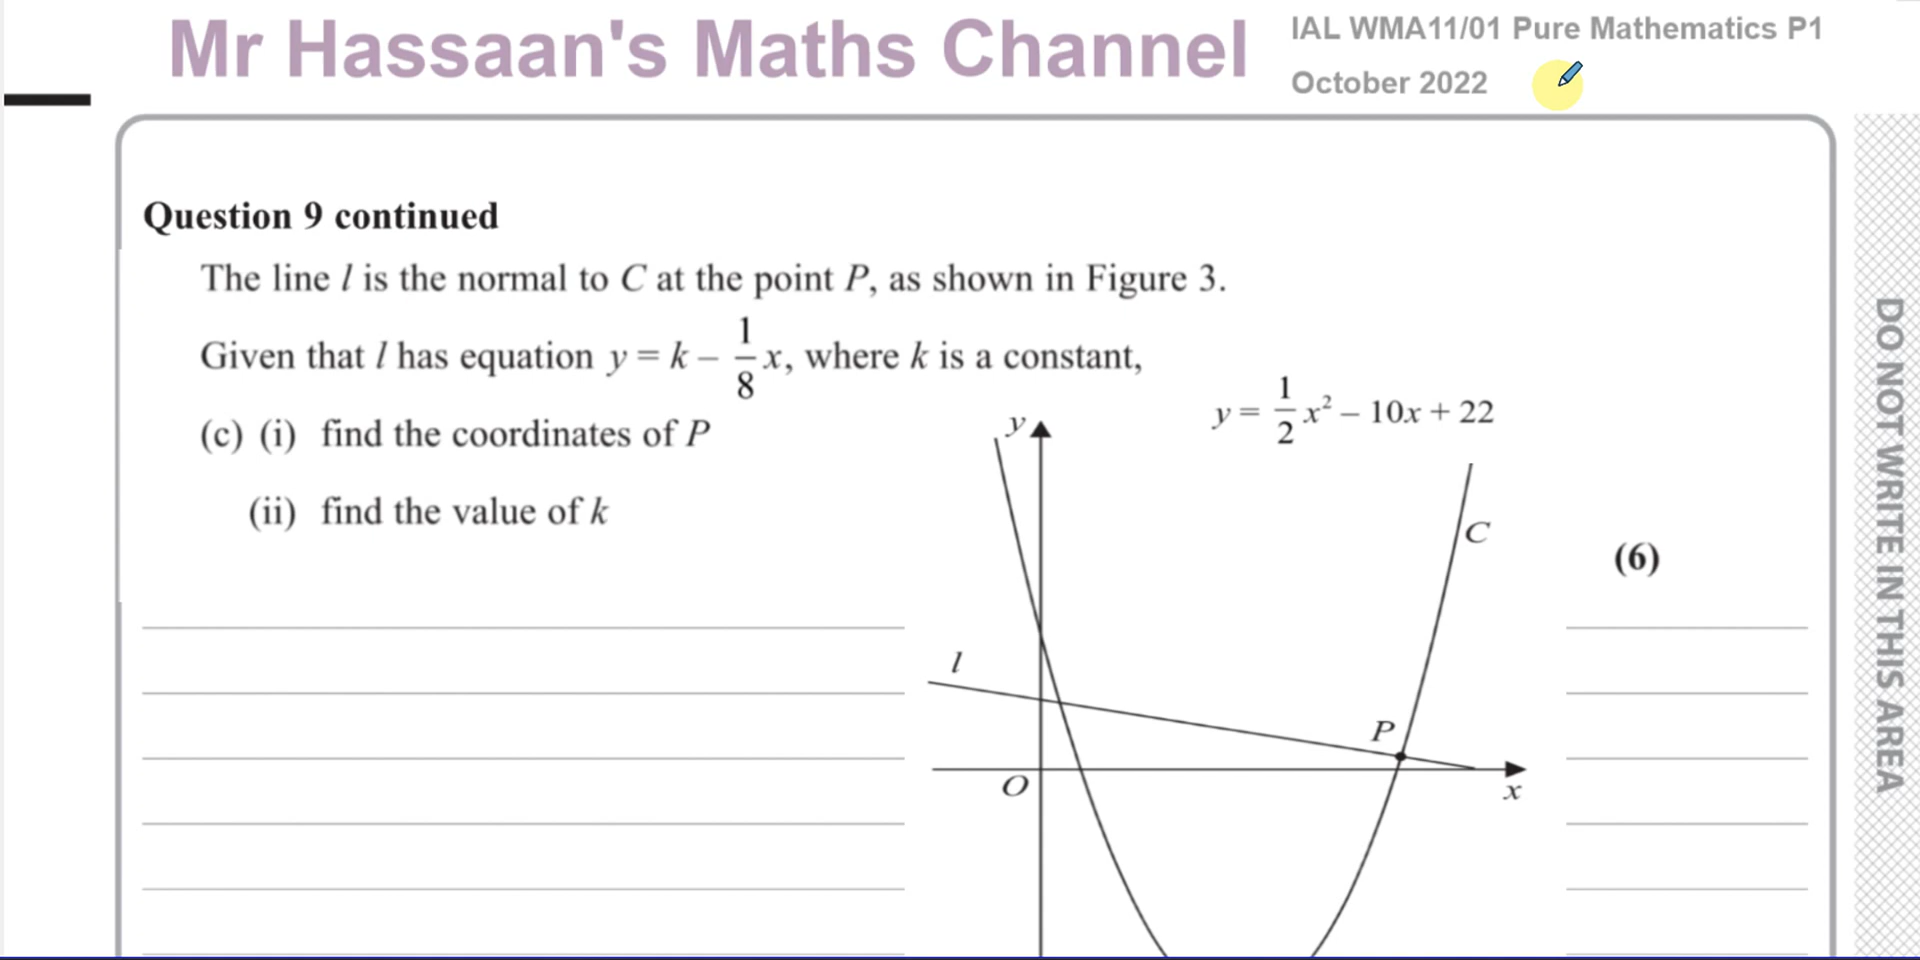 Mr Hassaan's Maths Channel
IAL WMA11/01 Pure Mathematics P1
October 2022
Question 9 continued
The line l is the normal to C at the point P, as shown in Figure 3.
Given that l has equation y = k − 1/8 x, where k is a constant,
(c) (i) find the coordinates of P
(ii) find the value of k
y = 1/2 x² − 10x + 22
y
C
(6)
l
P
O
x
DO NOT WRITE IN THIS AREA